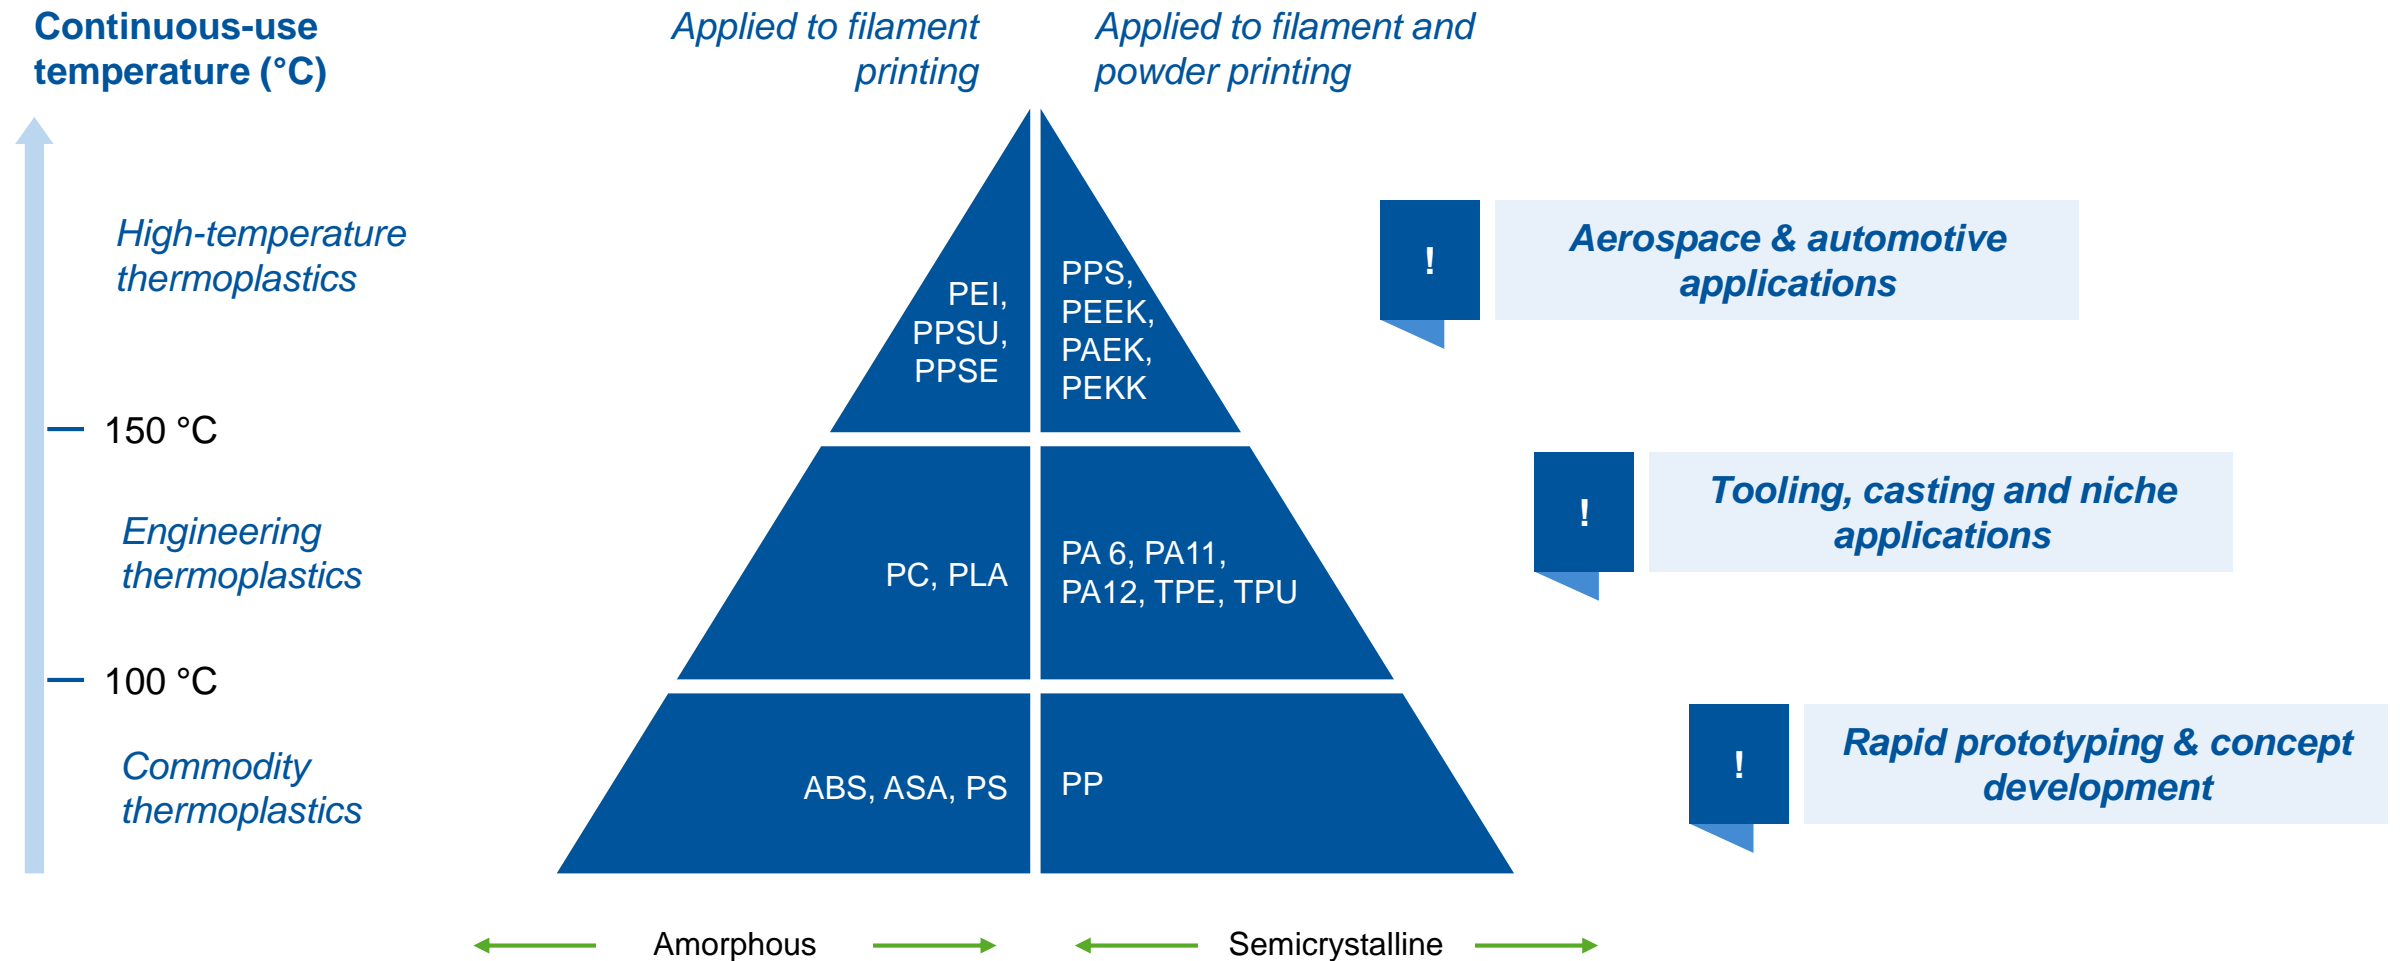 Continuous-use
temperature (°C)
Applied to filament
printing
Applied to filament and
powder printing
High-temperature
thermoplastics
PEI,
PPSU,
PPSE
PPS,
PEEK,
PAEK,
PEKK
!
Aerospace & automotive
applications
150 °C
Engineering
thermoplastics
PC, PLA
PA 6, PA11,
PA12, TPE, TPU
!
Tooling, casting and niche
applications
100 °C
Commodity
thermoplastics
ABS, ASA, PS
PP
!
Rapid prototyping & concept
development
Amorphous
Semicrystalline